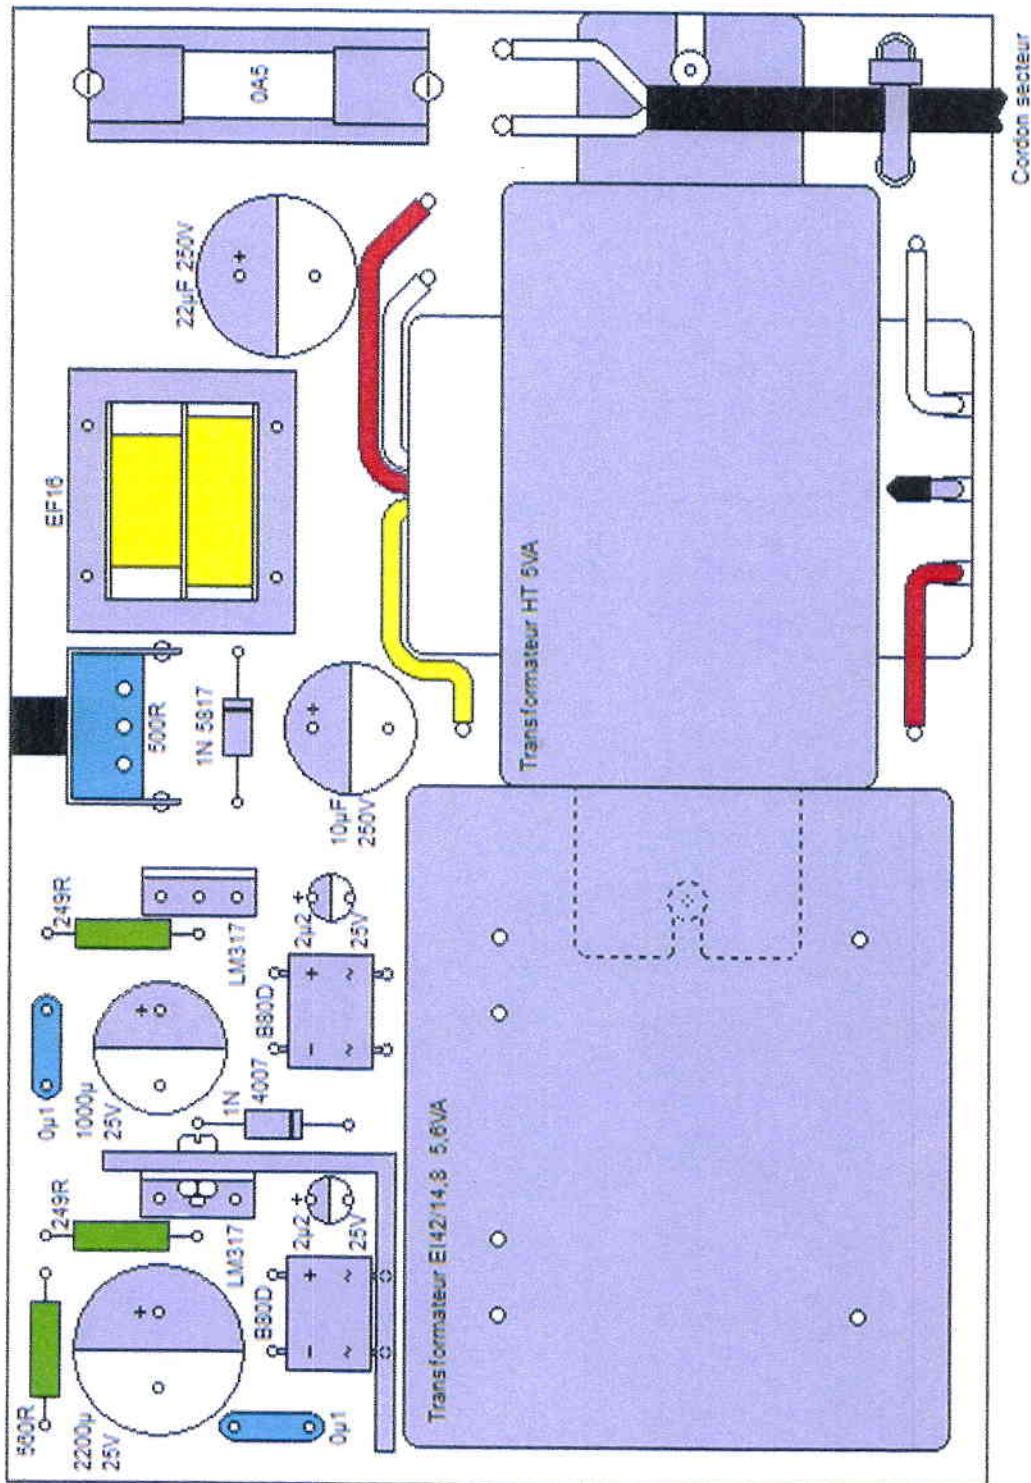 0A5
Cordon secteur
22µF 250V
EF16
500R
1N 5817
Transformateur HT 5VA
10µF
250V
249R
LM317
2µ2
+
25V
B80D
+
~
-
~
0µ1
1000µ
25V
+
1N
4007
249R
LM317
2µ2
+
25V
B80D
+
~
-
~
Transformateur EI42/14,8 5,6VA
560R
2200µ
25V
+
0µ1